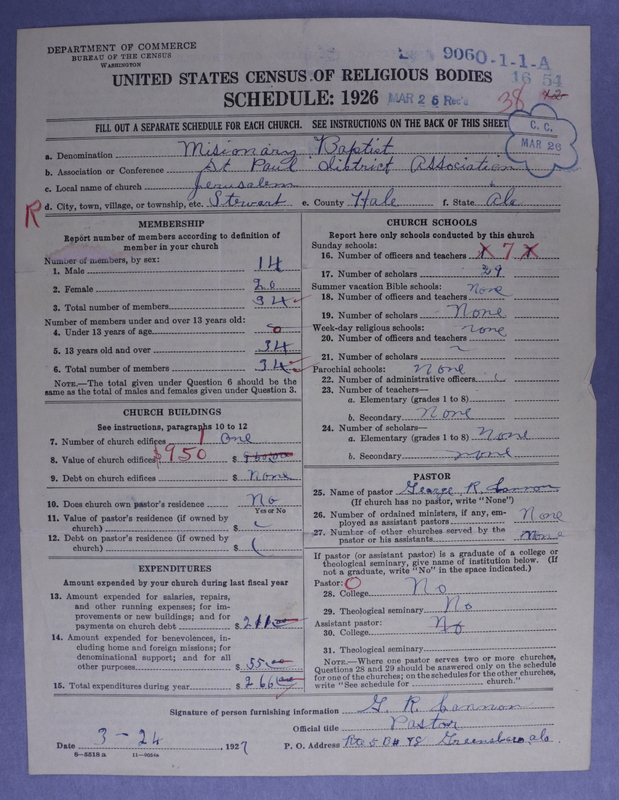 DEPARTMENT OF COMMERCE
BUREAU OF THE CENSUS
WASHINGTON
9060-1-1-A
16 54
UNITED STATES CENSUS OF RELIGIOUS BODIES
SCHEDULE: 1926
MAR 26 Rec'd
38
FILL OUT A SEPARATE SCHEDULE FOR EACH CHURCH. SEE INSTRUCTIONS ON THE BACK OF THIS SHEET
C. C.
MAR 26
a. Denomination Misionary Baptist
b. Association or Conference St Paul district Association
c. Local name of church Jerusalem
d. City, town, village, or township, etc. Stewart e. County Hale f. State Ala
R
MEMBERSHIP
Report number of members according to definition of member in your church
Number of members, by sex:
1. Male 14
2. Female 20
3. Total number of members 34
Number of members under and over 13 years old:
4. Under 13 years of age 0
5. 13 years old and over 34
6. Total number of members 34
NOTE.—The total given under Question 6 should be the same as the total of males and females given under Question 3.
CHURCH BUILDINGS
See instructions, paragraphs 10 to 12
7. Number of church edifices 1 one
8. Value of church edifices $950 $
9. Debt on church edifices $ None
10. Does church own pastor's residence No
Yes or No
11. Value of pastor's residence (if owned by church) $
12. Debt on pastor's residence (if owned by church) $
EXPENDITURES
Amount expended by your church during last fiscal year
13. Amount expended for salaries, repairs, and other running expenses; for improvements or new buildings; and for payments on church debt $ 211.00
14. Amount expended for benevolences, including home and foreign missions; for denominational support; and for all other purposes $ 55.00
15. Total expenditures during year $ 266.00
CHURCH SCHOOLS
Report here only schools conducted by this church
Sunday schools:
16. Number of officers and teachers 7
17. Number of scholars 29
Summer vacation Bible schools:
18. Number of officers and teachers None
19. Number of scholars None
Week-day religious schools:
20. Number of officers and teachers none
21. Number of scholars
Parochial schools: None
22. Number of administrative officers
23. Number of teachers—
a. Elementary (grades 1 to 8)
b. Secondary None
24. Number of scholars—
a. Elementary (grades 1 to 8) None
b. Secondary none
PASTOR
25. Name of pastor George R. Cannon
(If church has no pastor, write "None")
26. Number of ordained ministers, if any, employed as assistant pastors None
27. Number of other churches served by the pastor or his assistants None
If pastor (or assistant pastor) is a graduate of a college or theological seminary, give name of institution below. (If not a graduate, write "No" in the space indicated.)
Pastor: O
28. College No
29. Theological seminary No
Assistant pastor:
30. College No
31. Theological seminary
NOTE.—Where one pastor serves two or more churches, Questions 28 and 29 should be answered only on the schedule for one of the churches; on the schedules for the other churches, write "See schedule for church."
Signature of person furnishing information G. R. Cannon
Official title Pastor
Date 3-24, 1927 P. O. Address Rte 5 B# 48 Greensboro, ala.
8-5518 a 11-9054a